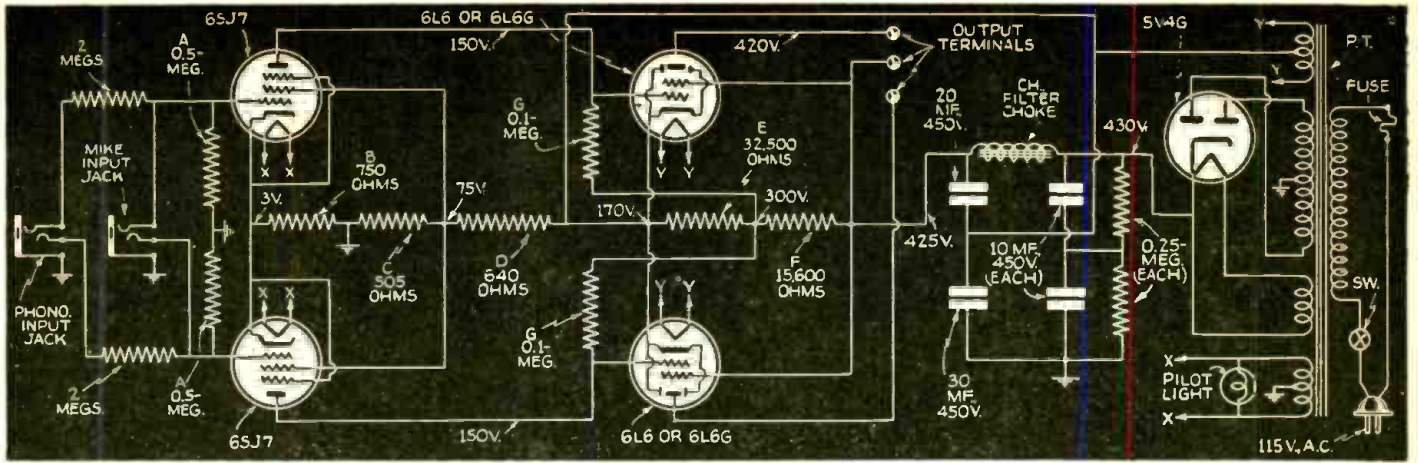 6SJ7
6L6 OR 6L6G
5V4G
2
MEGS.
A
0.5-
MEG.
150V.
420V.
OUTPUT
TERMINALS
Y
P.T.
FUSE
MIKE
INPUT
JACK
X X
G
0.1-
MEG.
Y Y
20
MF.
450V.
CH.
FILTER
CHOKE
430V.
Y
B
750
OHMS
E
32,500
OHMS
3V.
75V.
170V.
300V.
425V.
PHONO.
INPUT
JACK
C
505
OHMS
D
640
OHMS
F
15,600
OHMS
10 MF.
450V.
(EACH)
0.25-
MEG.
(EACH)
SW.
X X
Y Y
G
0.1-
MEG.
2
MEGS.
A
0.5-
MEG.
30
MF.
450V.
X
PILOT
LIGHT
X
6SJ7
150V.
6L6 OR 6L6G
115V., A.C.